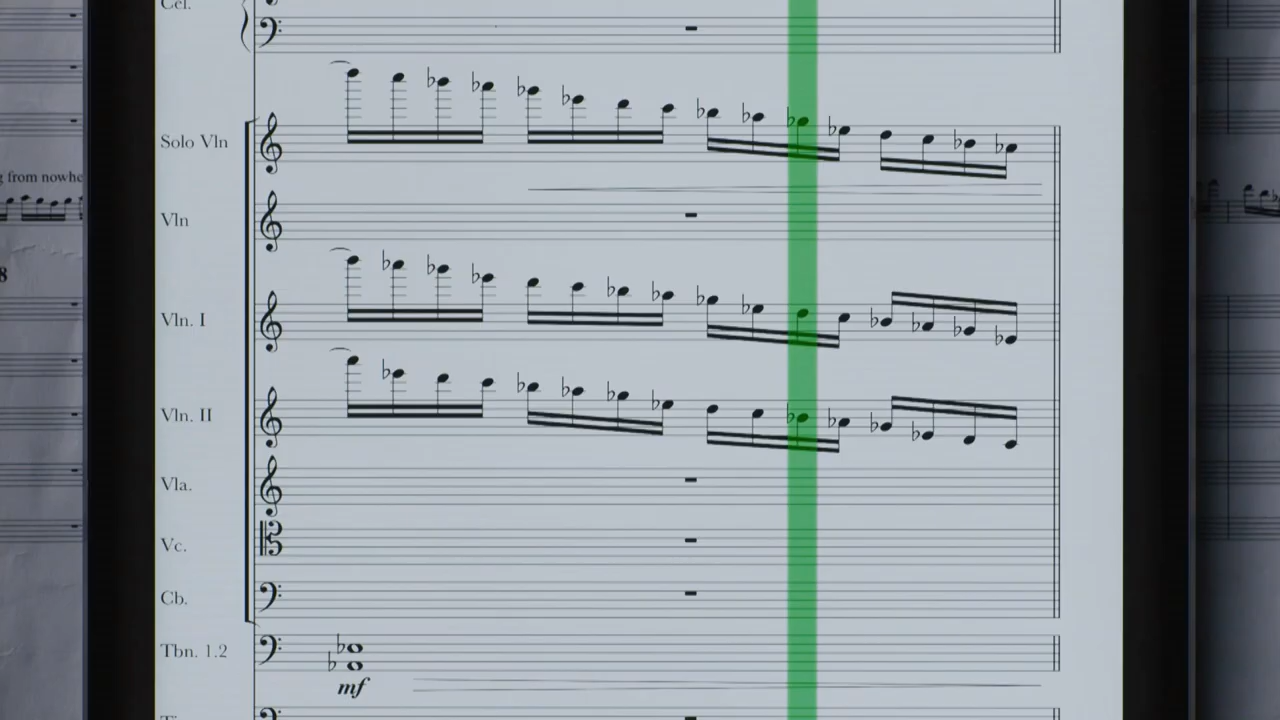 Cel.
Solo Vln
g from nowhe
Vln
8
Vln. I
Vln. II
Vla.
Vc.
Cb.
Tbn. 1.2
mf